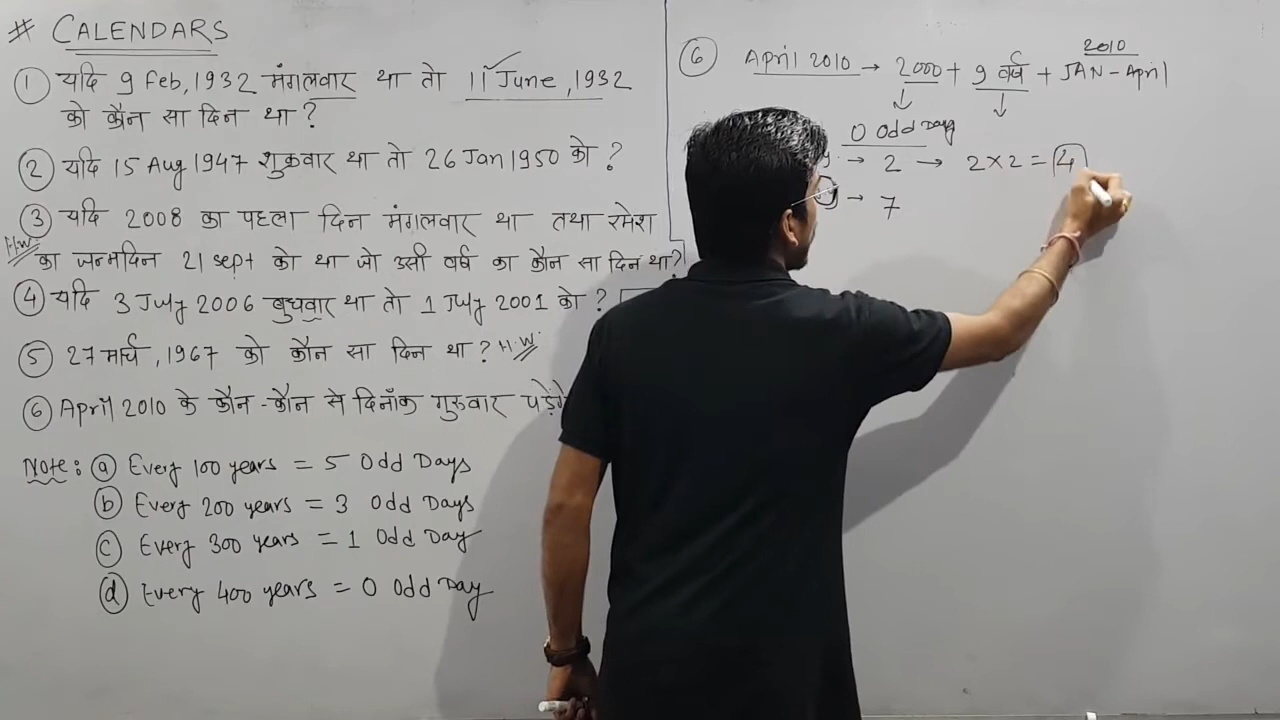 # CALENDARS
① यदि 9 Feb, 1932 मंगलवार था तो 11 June, 1932
को कौन सा दिन था?
② यदि 15 Aug 1947 शुक्रवार था तो 26 Jan 1950 को ?
③ यदि 2008 का पहला दिन मंगलवार था तथा रमेश
H.W का जन्मदिन 21 Sept को था जो उसी वर्ष का कौन सा दिन था?
④ यदि 3 July 2006 बुधवार था तो 1 July 2001 को ?
⑤ 27 मार्च, 1967 को कौन सा दिन था? H.W.
⑥ April 2010 के कौन-कौन से दिनाँक गुरुवार
Note: ⓐ Every 100 years = 5 Odd Days
ⓑ Every 200 years = 3 Odd Days
ⓒ Every 300 years = 1 Odd Day
ⓓ Every 400 years = 0 Odd Day
2010
⑥ April 2010 → 2000 + 9 वर्ष + JAN - April
0 Odd Day
→ 2 → 2×2 = 4
→ 7